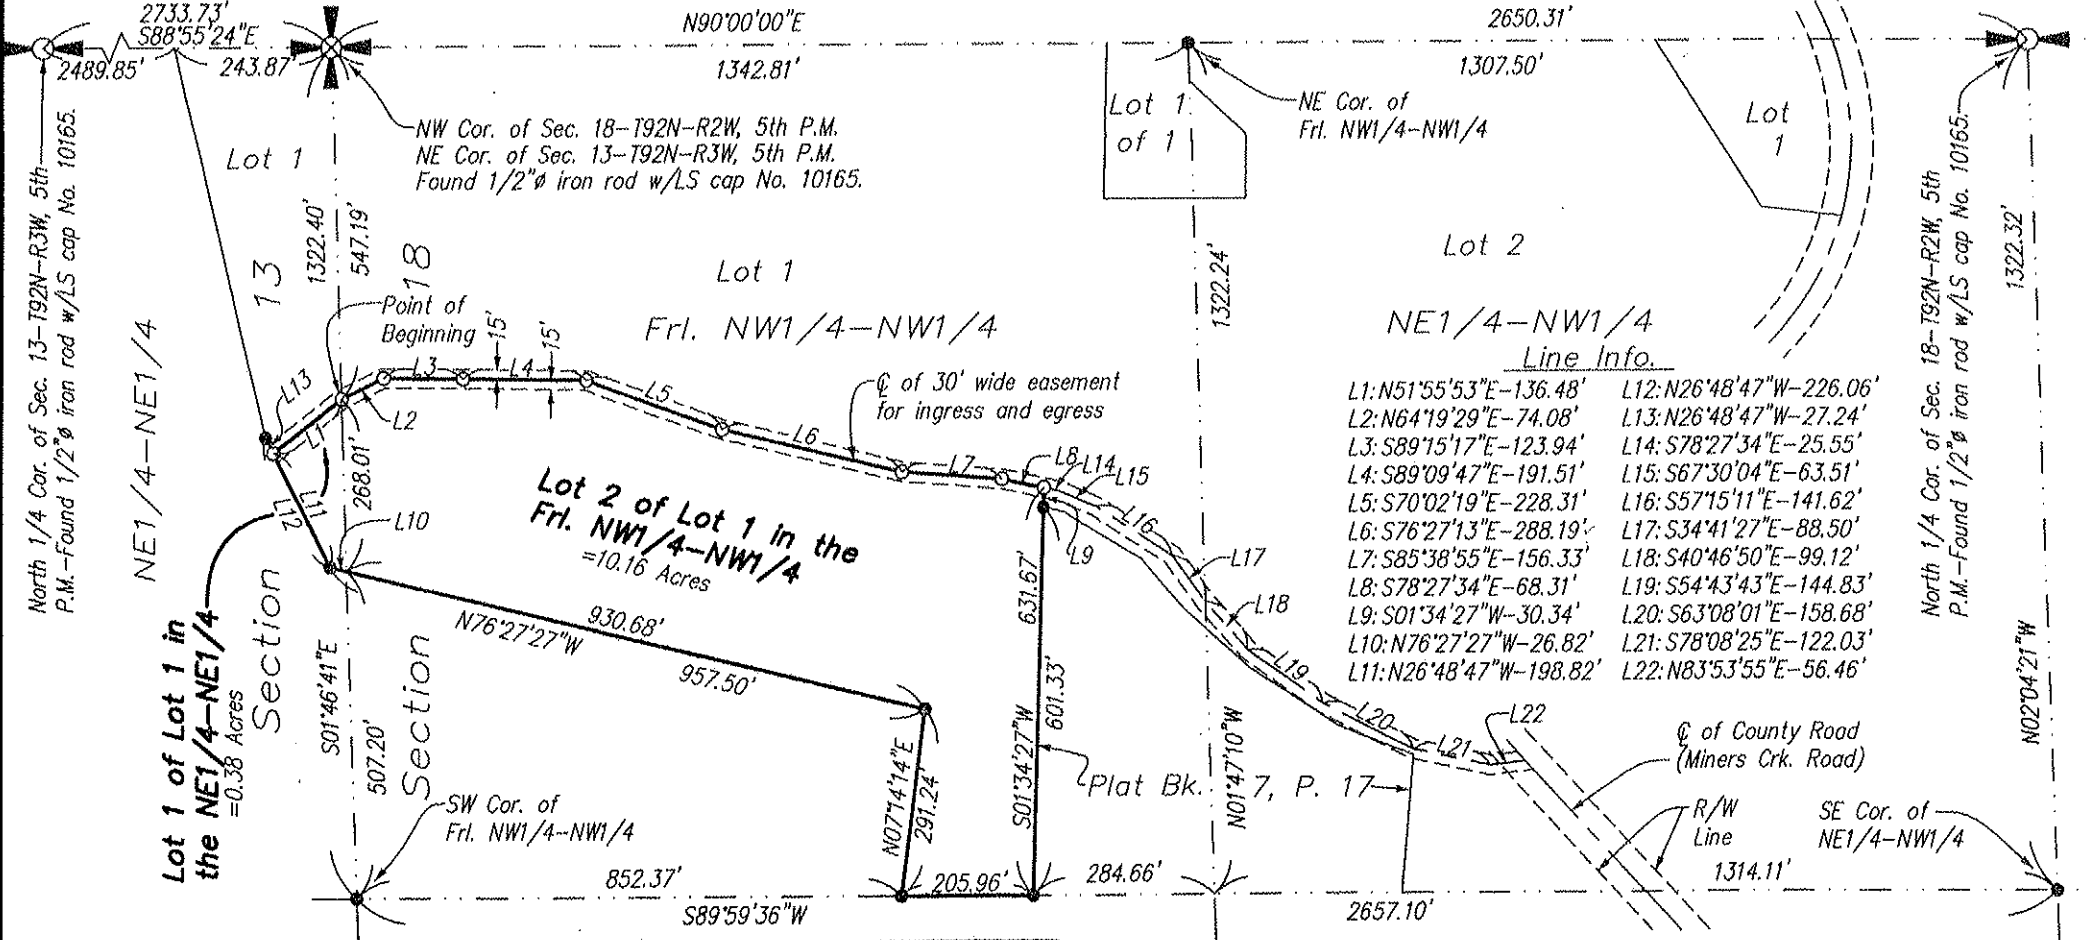 2733.73'
S88°55'24"E
2489.85'
243.87'
N90°00'00"E
1342.81'
2650.31'
1307.50'
North 1/4 Cor. of Sec. 13-T92N-R3W, 5th
P.M.-Found 1/2"ø iron rod w/LS cap No. 10165.
NW Cor. of Sec. 18-T92N-R2W, 5th P.M.
NE Cor. of Sec. 13-T92N-R3W, 5th P.M.
Found 1/2"ø iron rod w/LS cap No. 10165.
Lot 1
Lot 1
of 1
NE Cor. of
Frl. NW1/4-NW1/4
Lot
1
North 1/4 Cor. of Sec. 18-T92N-R2W, 5th
P.M.-Found 1/2"ø iron rod w/LS cap No. 10165.
1322.40'
547.19'
13
18
Lot 1
Lot 2
1322.24'
1322.32'
Point of
Beginning
15'
15'
Frl. NW1/4-NW1/4
NE1/4-NW1/4
NE1/4-NE1/4
L13
L1
L2
L3
L4
L5
L6
L7
L8
L14
L15
L16
L9
L17
L18
L19
L20
L21
L22
L10
L11
L12
268.01'
℄ of 30' wide easement
for ingress and egress
Line Info.
L1:N51°55'53"E-136.48'
L2:N64°19'29"E-74.08'
L3:S89°15'17"E-123.94'
L4:S89°09'47"E-191.51'
L5:S70°02'19"E-228.31'
L6:S76°27'13"E-288.19'
L7:S85°38'55"E-156.33'
L8:S78°27'34"E-68.31'
L9:S01°34'27"W-30.34'
L10:N76°27'27"W-26.82'
L11:N26°48'47"W-198.82'
L12:N26°48'47"W-226.06'
L13:N26°48'47"W-27.24'
L14:S78°27'34"E-25.55'
L15:S67°30'04"E-63.51'
L16:S57°15'11"E-141.62'
L17:S34°41'27"E-88.50'
L18:S40°46'50"E-99.12'
L19:S54°43'43"E-144.83'
L20:S63°08'01"E-158.68'
L21:S78°08'25"E-122.03'
L22:N83°53'55"E-56.46'
Lot 2 of Lot 1 in the
Frl. NW1/4-NW1/4
=10.16 Acres
Lot 1 of Lot 1 in
the NE1/4-NE1/4
=0.38 Acres
Section
Section
S01°46'41"E
507.20'
930.68'
N76°27'27"W
957.50'
631.67'
601.33'
S01°34'27"W
N07°14'14"E
291.24'
N01°47'10"W
N02°04'21"W
Plat Bk. 7, P. 17
℄ of County Road
(Miners Crk. Road)
R/W
Line
SE Cor. of
NE1/4-NW1/4
SW Cor. of
Frl. NW1/4-NW1/4
852.37'
205.96'
284.66'
1314.11'
S89°59'36"W
2657.10'